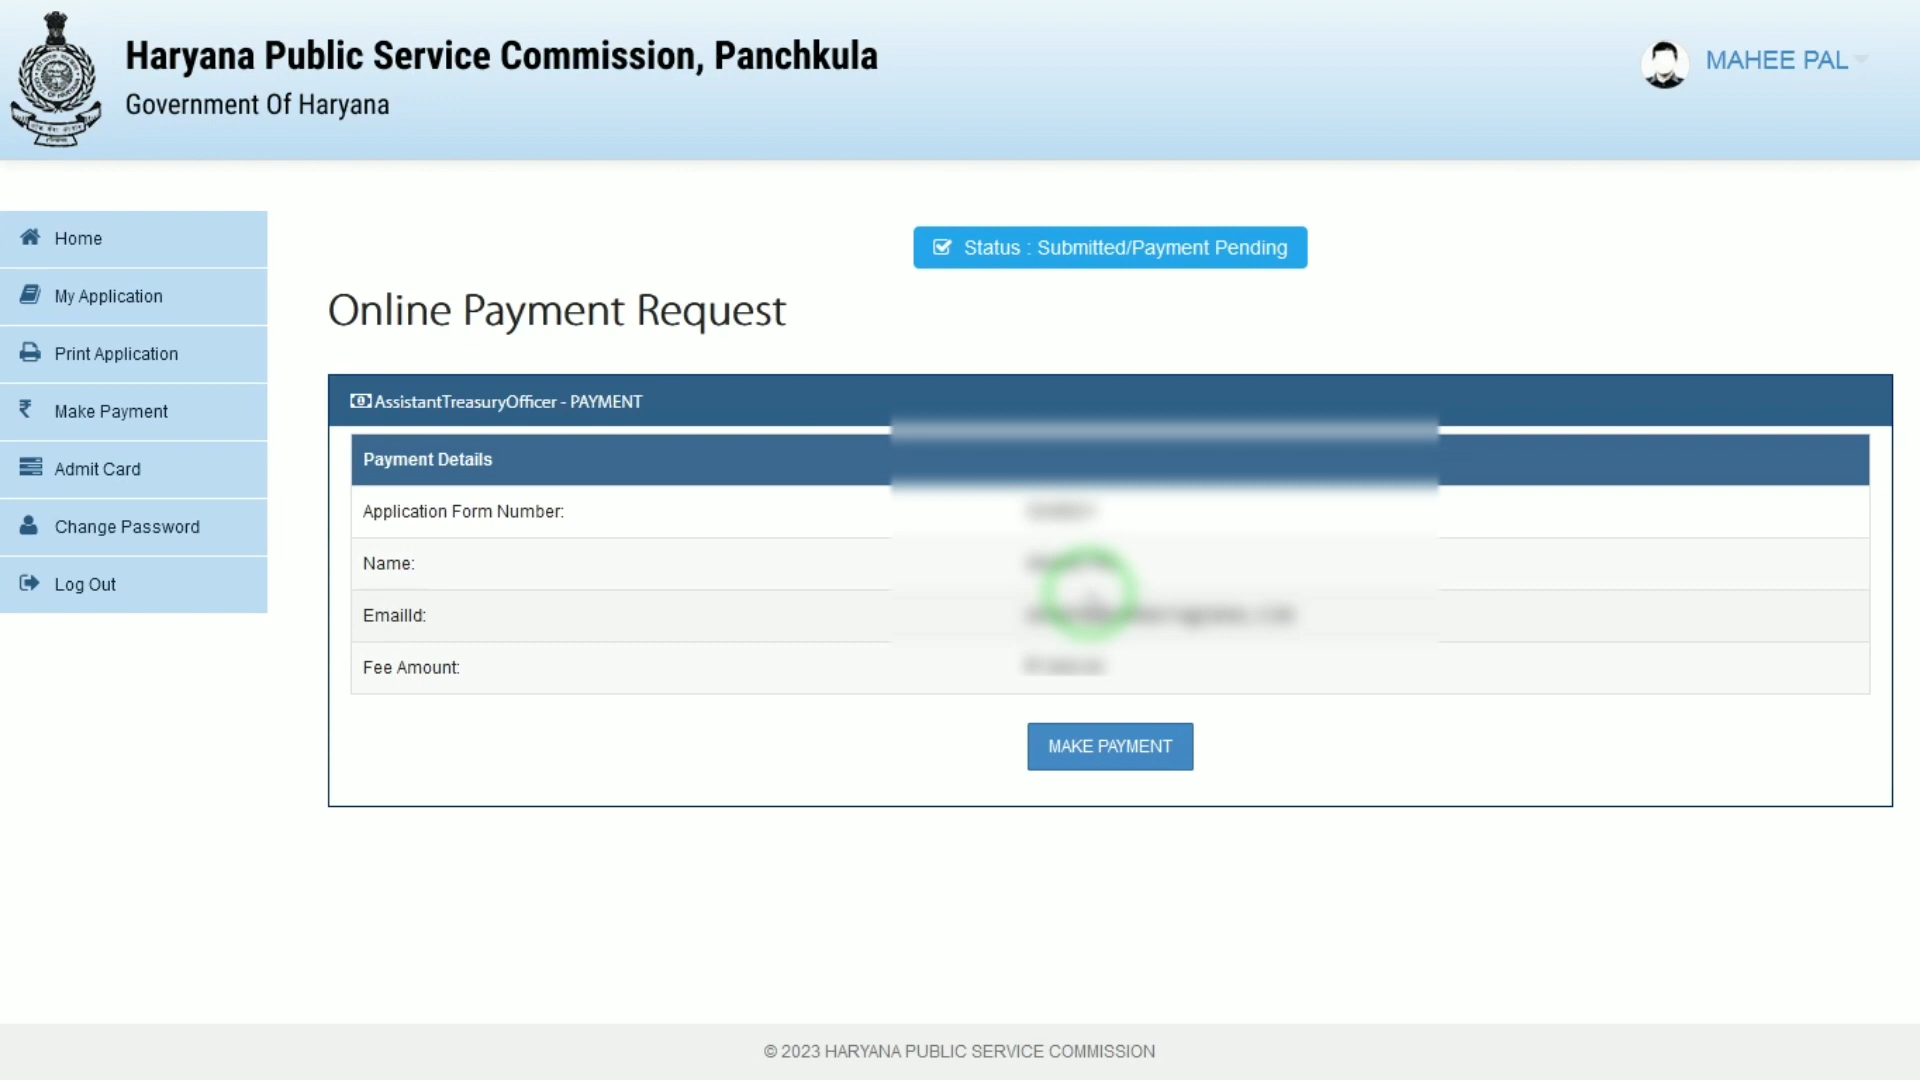 Haryana Public Service Commission, Panchkula
Government Of Haryana
MAHEE PAL
Home
My Application
Print Application
Make Payment
Admit Card
Change Password
Log Out
Status : Submitted/Payment Pending
Online Payment Request
AssistantTreasuryOfficer - PAYMENT
Payment Details
Application Form Number:
Name:
EmailId:
Fee Amount:
MAKE PAYMENT
© 2023 HARYANA PUBLIC SERVICE COMMISSION